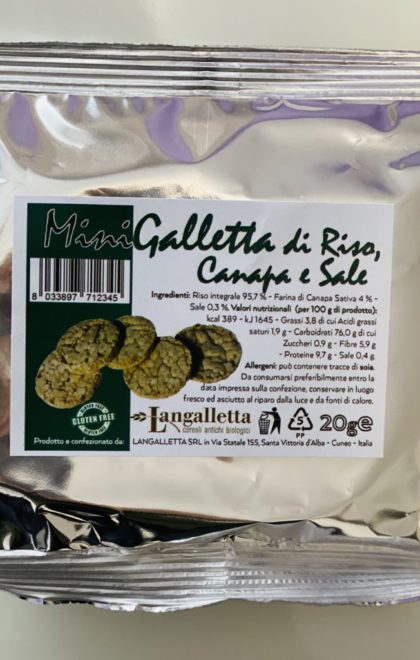 Mini Galletta di Riso,
Canapa e Sale
Ingredienti: Riso integrale 95,7 % - Farina di Canapa Sativa 4 % -
Sale 0,3 %. Valori nutrizionali (per 100 g di prodotto):
kcal 389 - kJ 1645 - Grassi 3,8 di cui Acidi grassi
saturi 1,9 g - Carboidrati 76,0 g di cui
Zuccheri 0,9 g - Fibre 5,9 g
- Proteine 9,7 g - Sale 0,4 g.
Allergeni: può contenere tracce di soia.
Da consumarsi preferibilmente entro la
data impressa sulla confezione, conservare in luogo
fresco ed asciutto al riparo dalla luce e da fonti di calore.
8 033897 712345
GLUTEN FREE
Langalletta
cereali antichi biologici
5
PP
20g e
Prodotto e confezionato da:
LANGALLETTA SRL in Via Statale 155, Santa Vittoria d'Alba - Cuneo - Italia